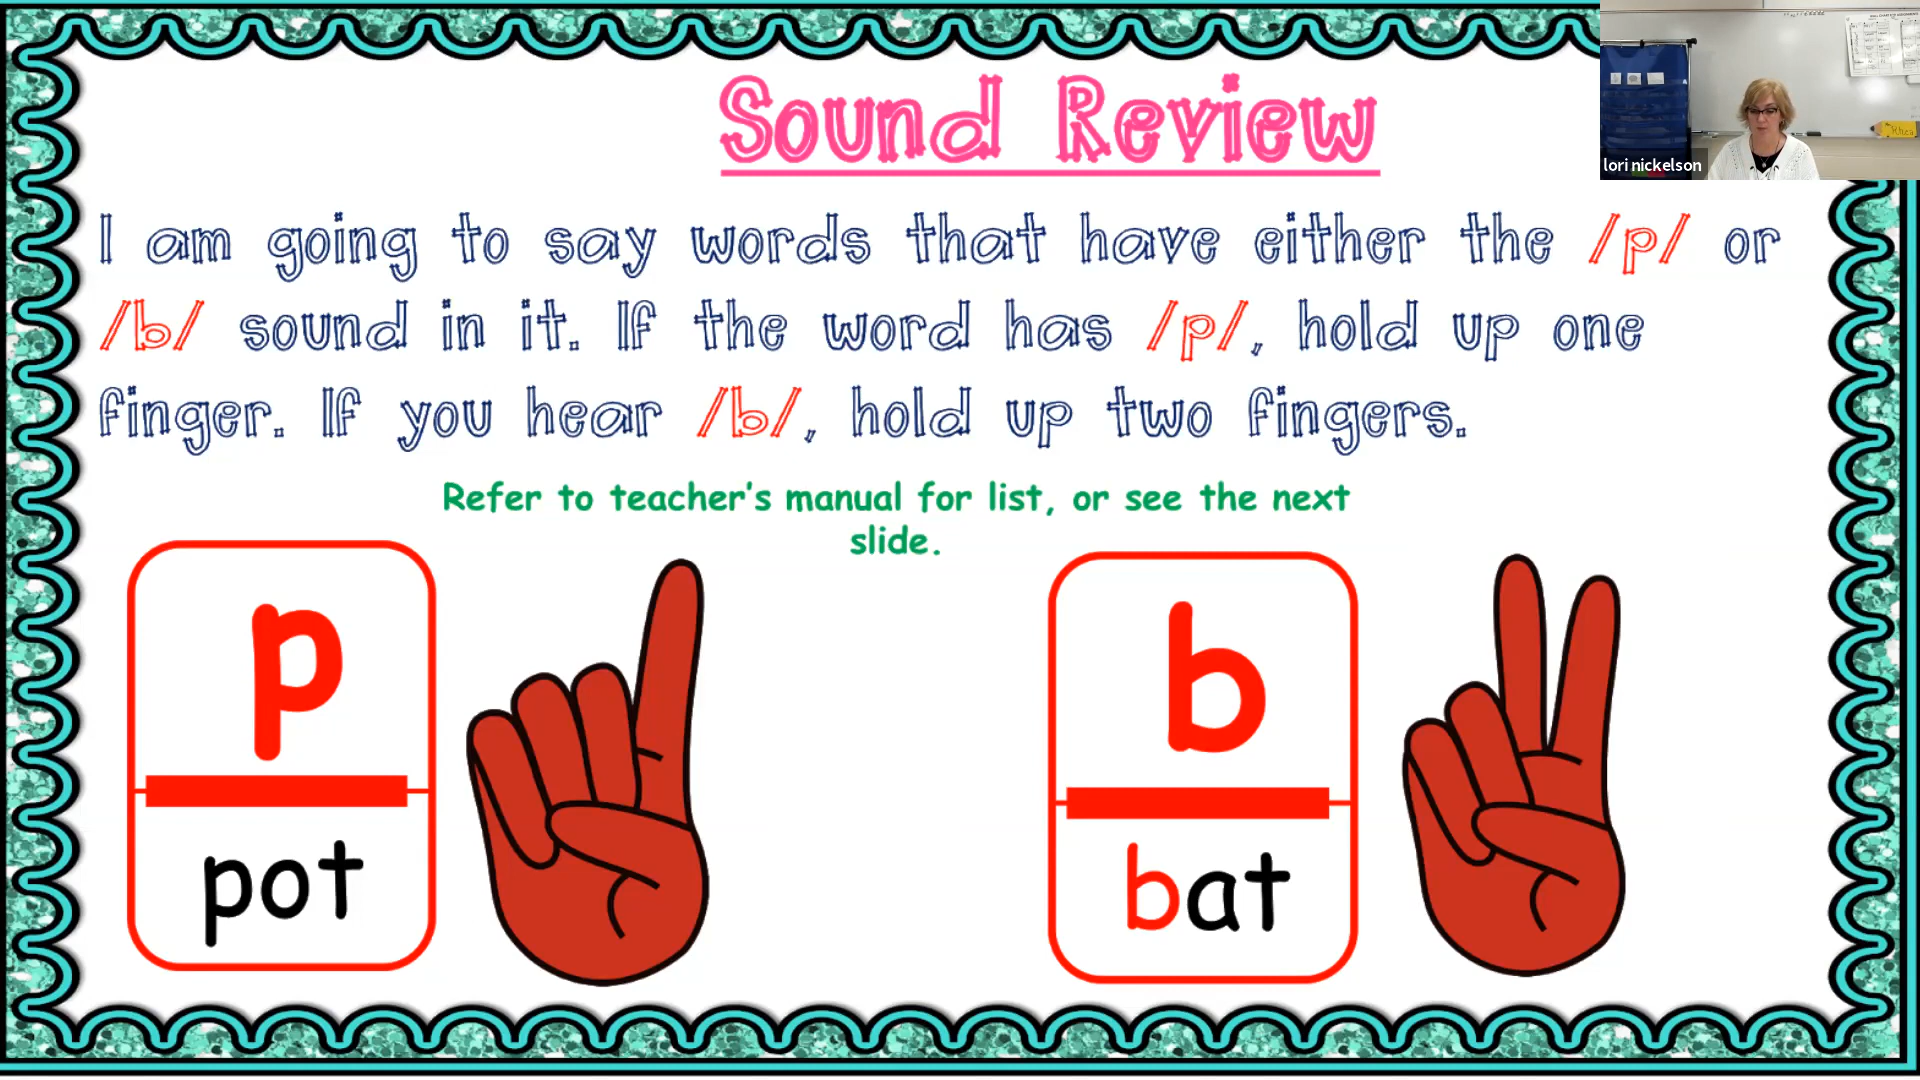 Sound Review
lori nickelson
I am going to say words that have either the /p/ or
/b/ sound in it. If the word has /p/, hold up one
finger. If you hear /b/, hold up two fingers.
Refer to teacher's manual for list, or see the next
slide.
p
pot
b
bat